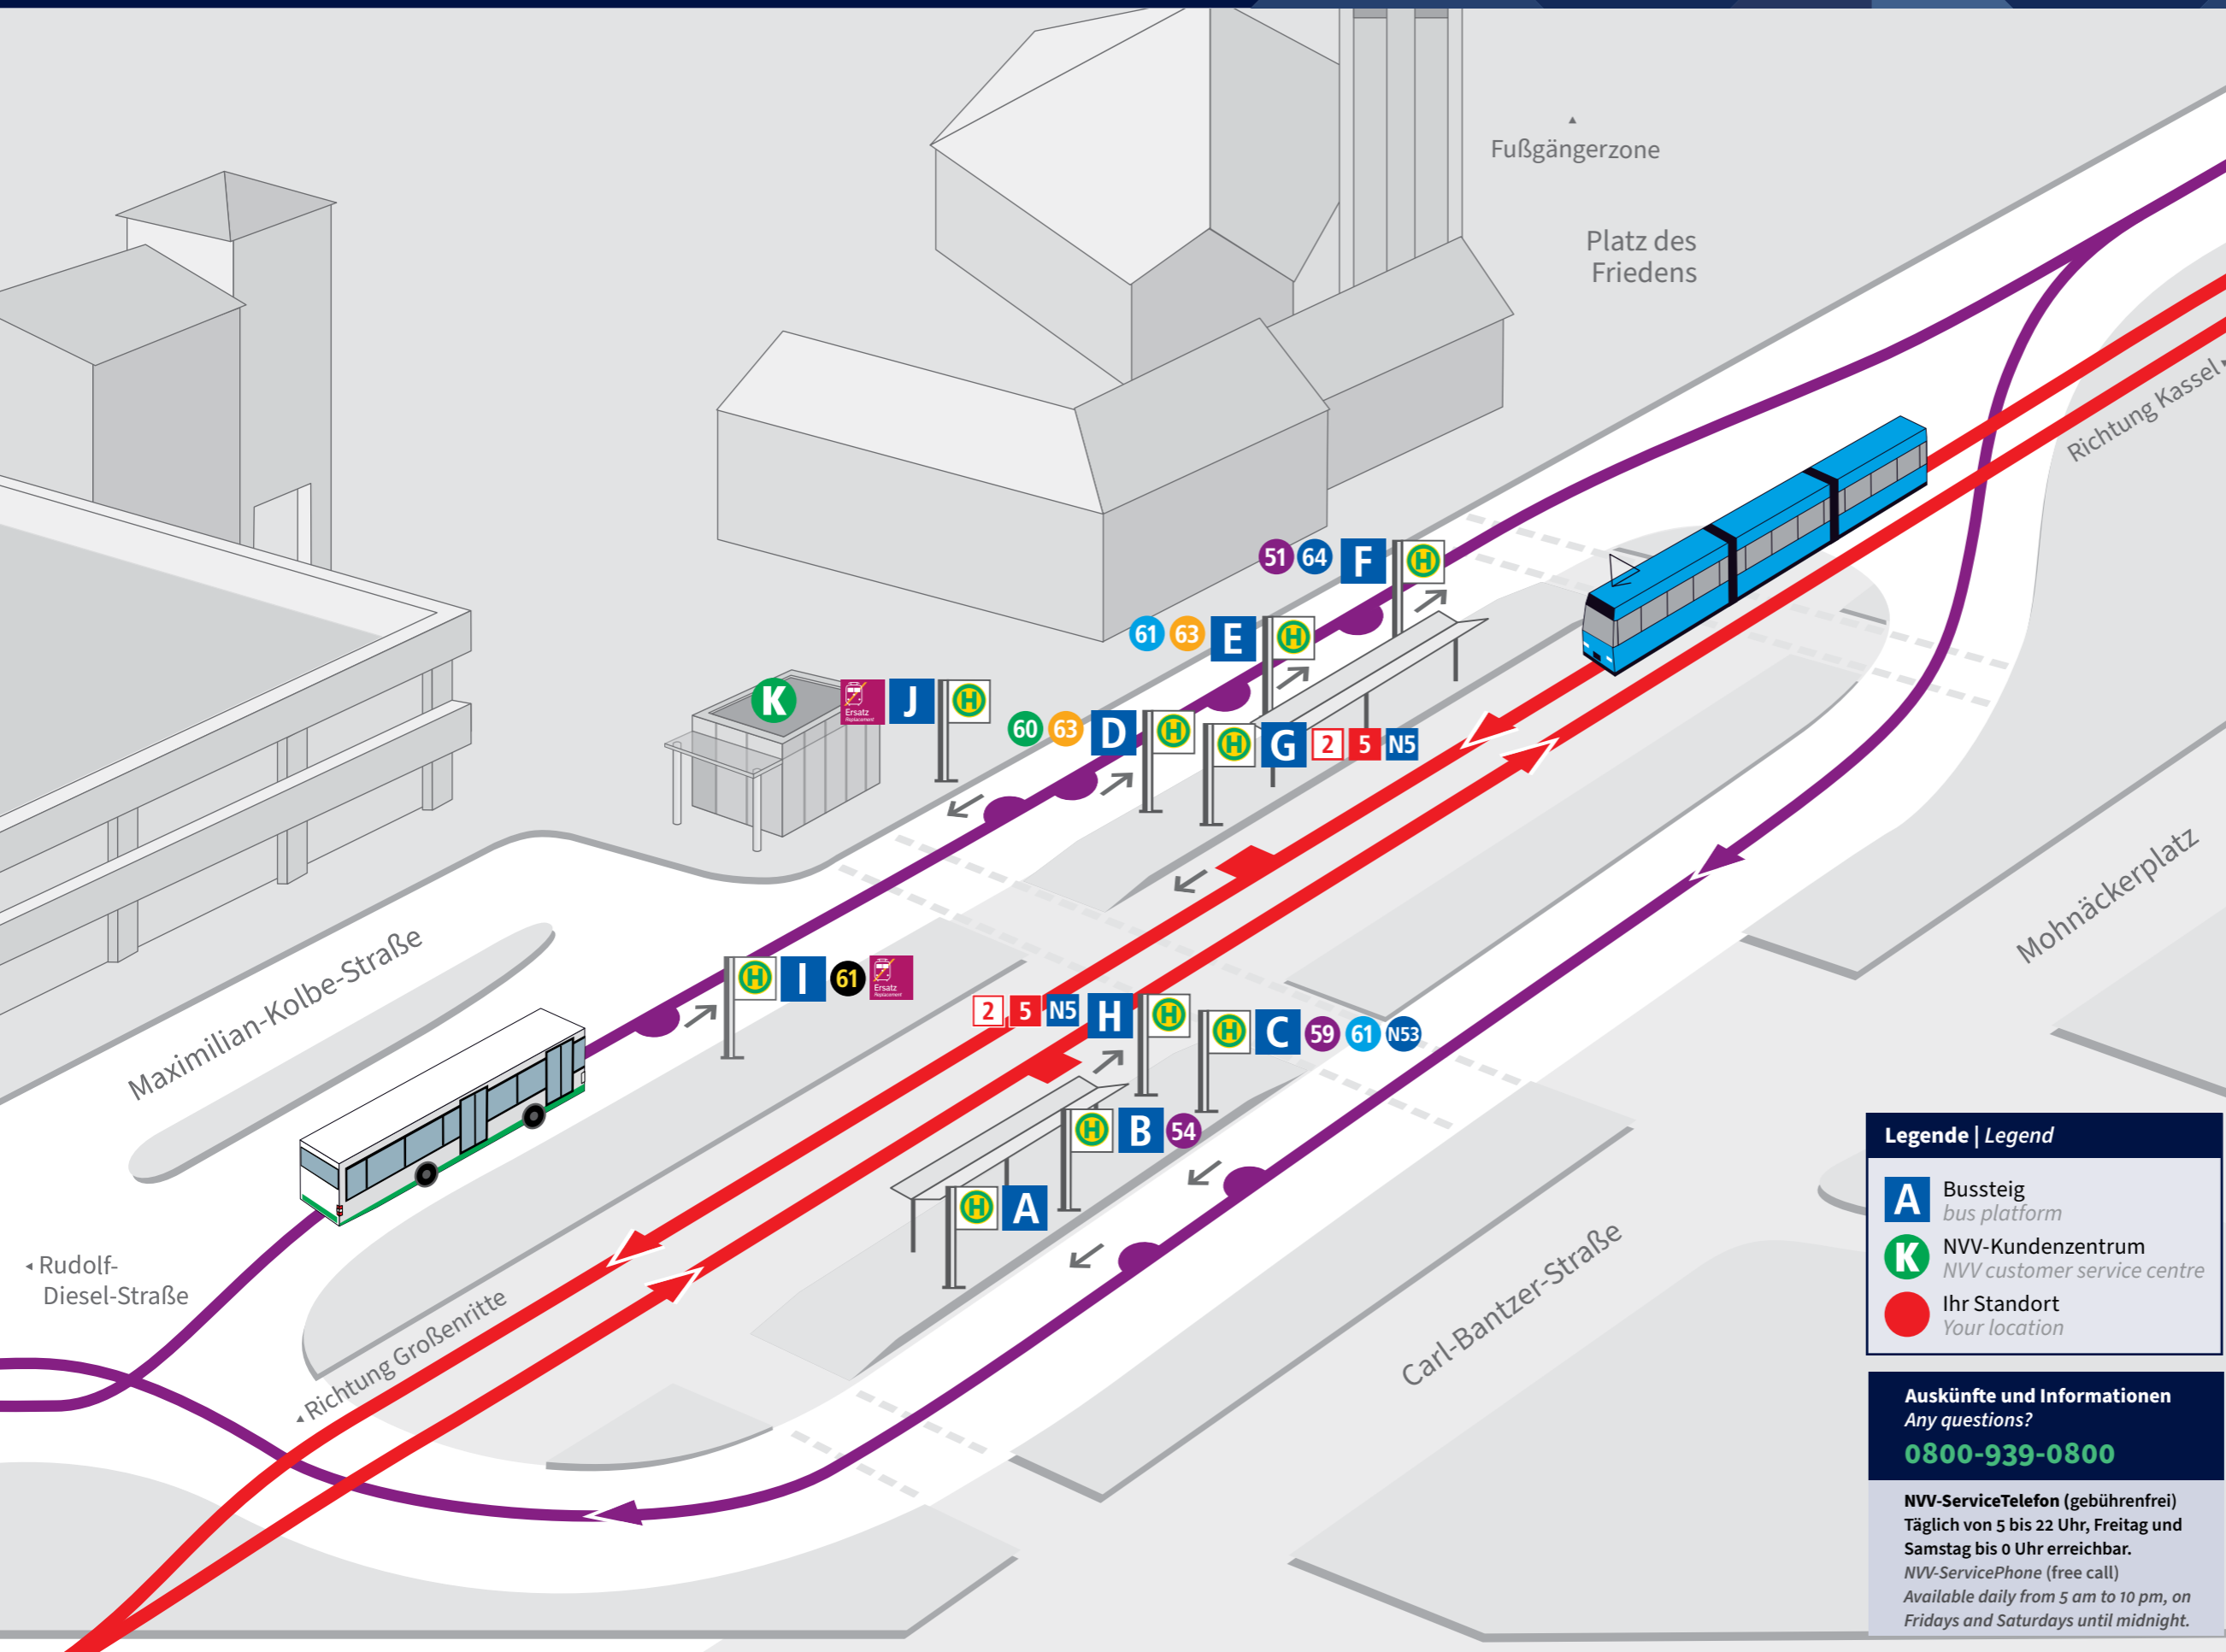 Fußgängerzone
Platz des
Friedens
Richtung Kassel
51 64 F H
61 63 E H
K Ersatz Replacement J H
60 63 D H
H G 2 5 N5
Mohnäckerplatz
Maximilian-Kolbe-Straße
H I 61 Ersatz Replacement
2 5 N5 H H
H C 59 61 N53
H B 54
H A
Rudolf-
Diesel-Straße
Richtung Großenritte
Carl-Bantzer-Straße
Legende | Legend
A Bussteig
bus platform
K NVV-Kundenzentrum
NVV customer service centre
Ihr Standort
Your location
Auskünfte und Informationen
Any questions?
0800-939-0800
NVV-ServiceTelefon (gebührenfrei)
Täglich von 5 bis 22 Uhr, Freitag und
Samstag bis 0 Uhr erreichbar.
NVV-ServicePhone (free call)
Available daily from 5 am to 10 pm, on
Fridays and Saturdays until midnight.